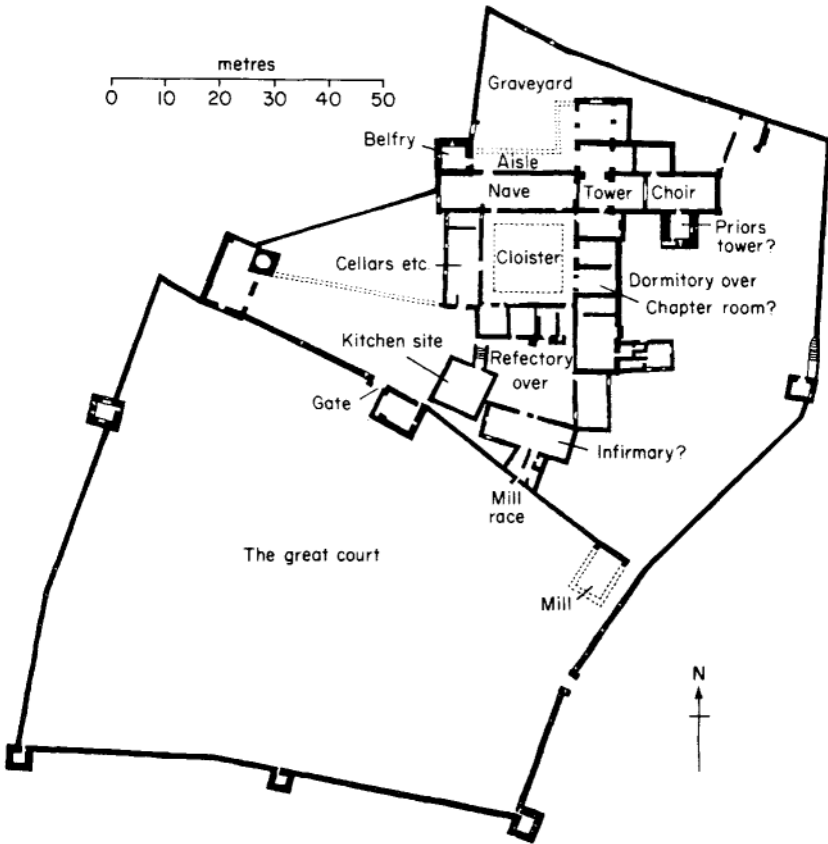 metres
0 10 20 30 40 50
Graveyard
Belfry
Aisle
Nave
Tower
Choir
Priors
tower?
Cellars etc
Cloister
Dormitory over
Chapter room?
Kitchen site
Refectory
over
Gate
Infirmary?
Mill
race
The great court
Mill
N